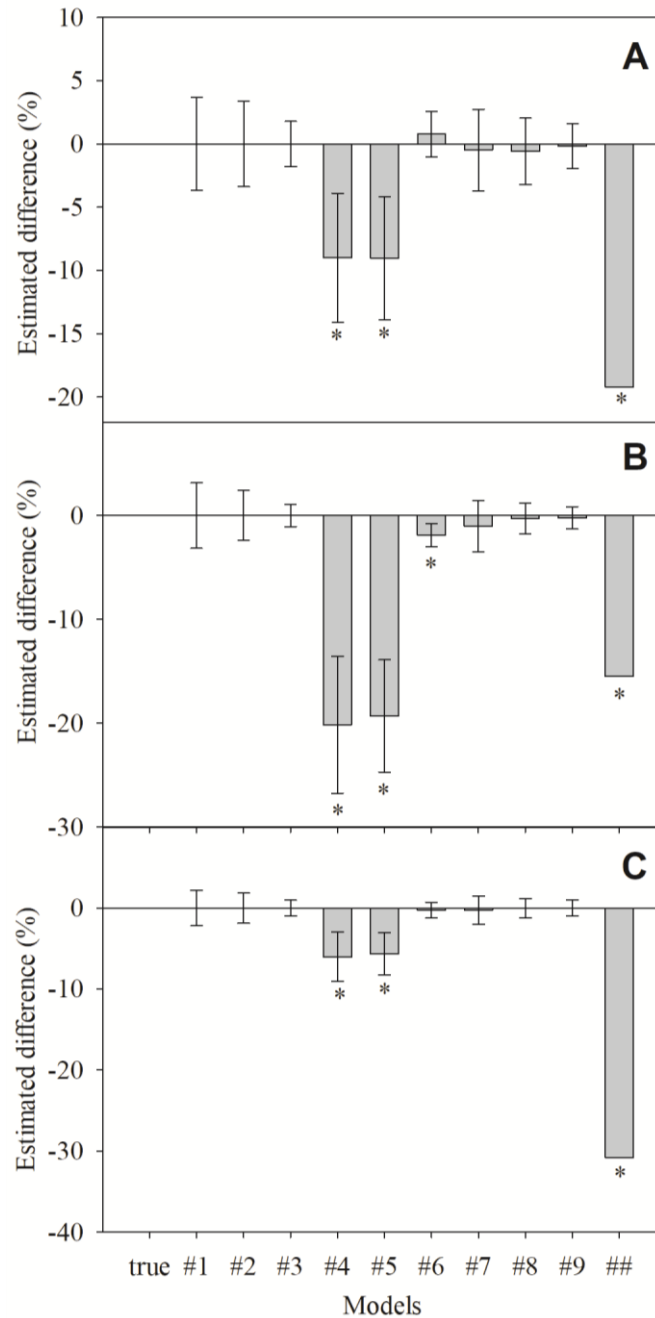 10
A
5
0
-5
-10
-15
-20
Estimated difference (%)
* * *
B
0
-10
-20
-30
Estimated difference (%)
* * * *
C
0
-10
-20
-30
-40
Estimated difference (%)
* * *
true #1 #2 #3 #4 #5 #6 #7 #8 #9 ##
Models